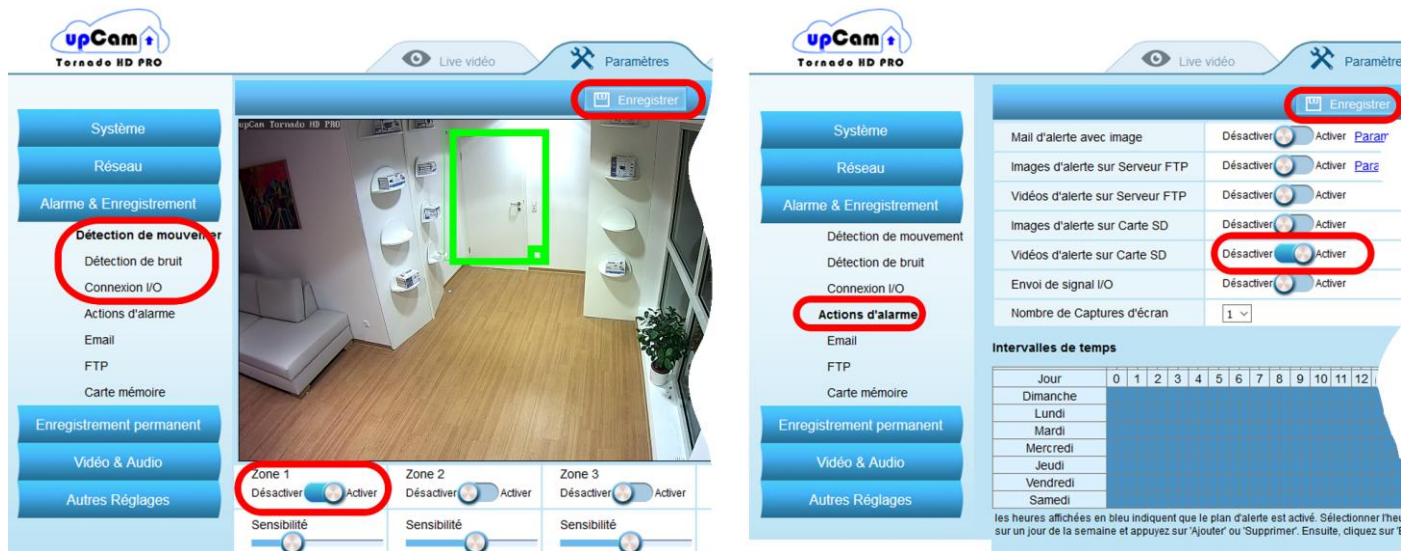 upCam
Tornado HD PRO
Live vidéo
Paramètres
Enregistrer
Système
Réseau
Alarme & Enregistrement
Détection de mouvemer
Détection de bruit
Connexion I/O
Actions d'alarme
Email
FTP
Carte mémoire
Enregistrement permanent
Vidéo & Audio
Autres Réglages
upCam Tornado HD PRO
Zone 1
Désactiver Activer
Zone 2
Désactiver Activer
Zone 3
Désactiver Activer
Sensibilité
Sensibilité
Sensibilité
upCam
Tornado HD PRO
Live vidéo
Paramètre
Enregistrer
Système
Réseau
Alarme & Enregistrement
Détection de mouvement
Détection de bruit
Connexion I/O
Actions d'alarme
Email
FTP
Carte mémoire
Enregistrement permanent
Vidéo & Audio
Autres Réglages
Mail d'alerte avec image Désactiver Activer Param
Images d'alerte sur Serveur FTP Désactiver Activer Para
Vidéos d'alerte sur Serveur FTP Désactiver Activer
Images d'alerte sur Carte SD Désactiver Activer
Vidéos d'alerte sur Carte SD Désactiver Activer
Envoi de signal I/O Désactiver Activer
Nombre de Captures d'écran 1
Intervalles de temps
Jour 0 1 2 3 4 5 6 7 8 9 10 11 12
Dimanche
Lundi
Mardi
Mercredi
Jeudi
Vendredi
Samedi
les heures affichées en bleu indiquent que le plan d'alerte est activé. Sélectionner l'heu
sur un jour de la semaine et appuyez sur 'Ajouter' ou 'Supprimer'. Ensuite, cliquez sur 'E